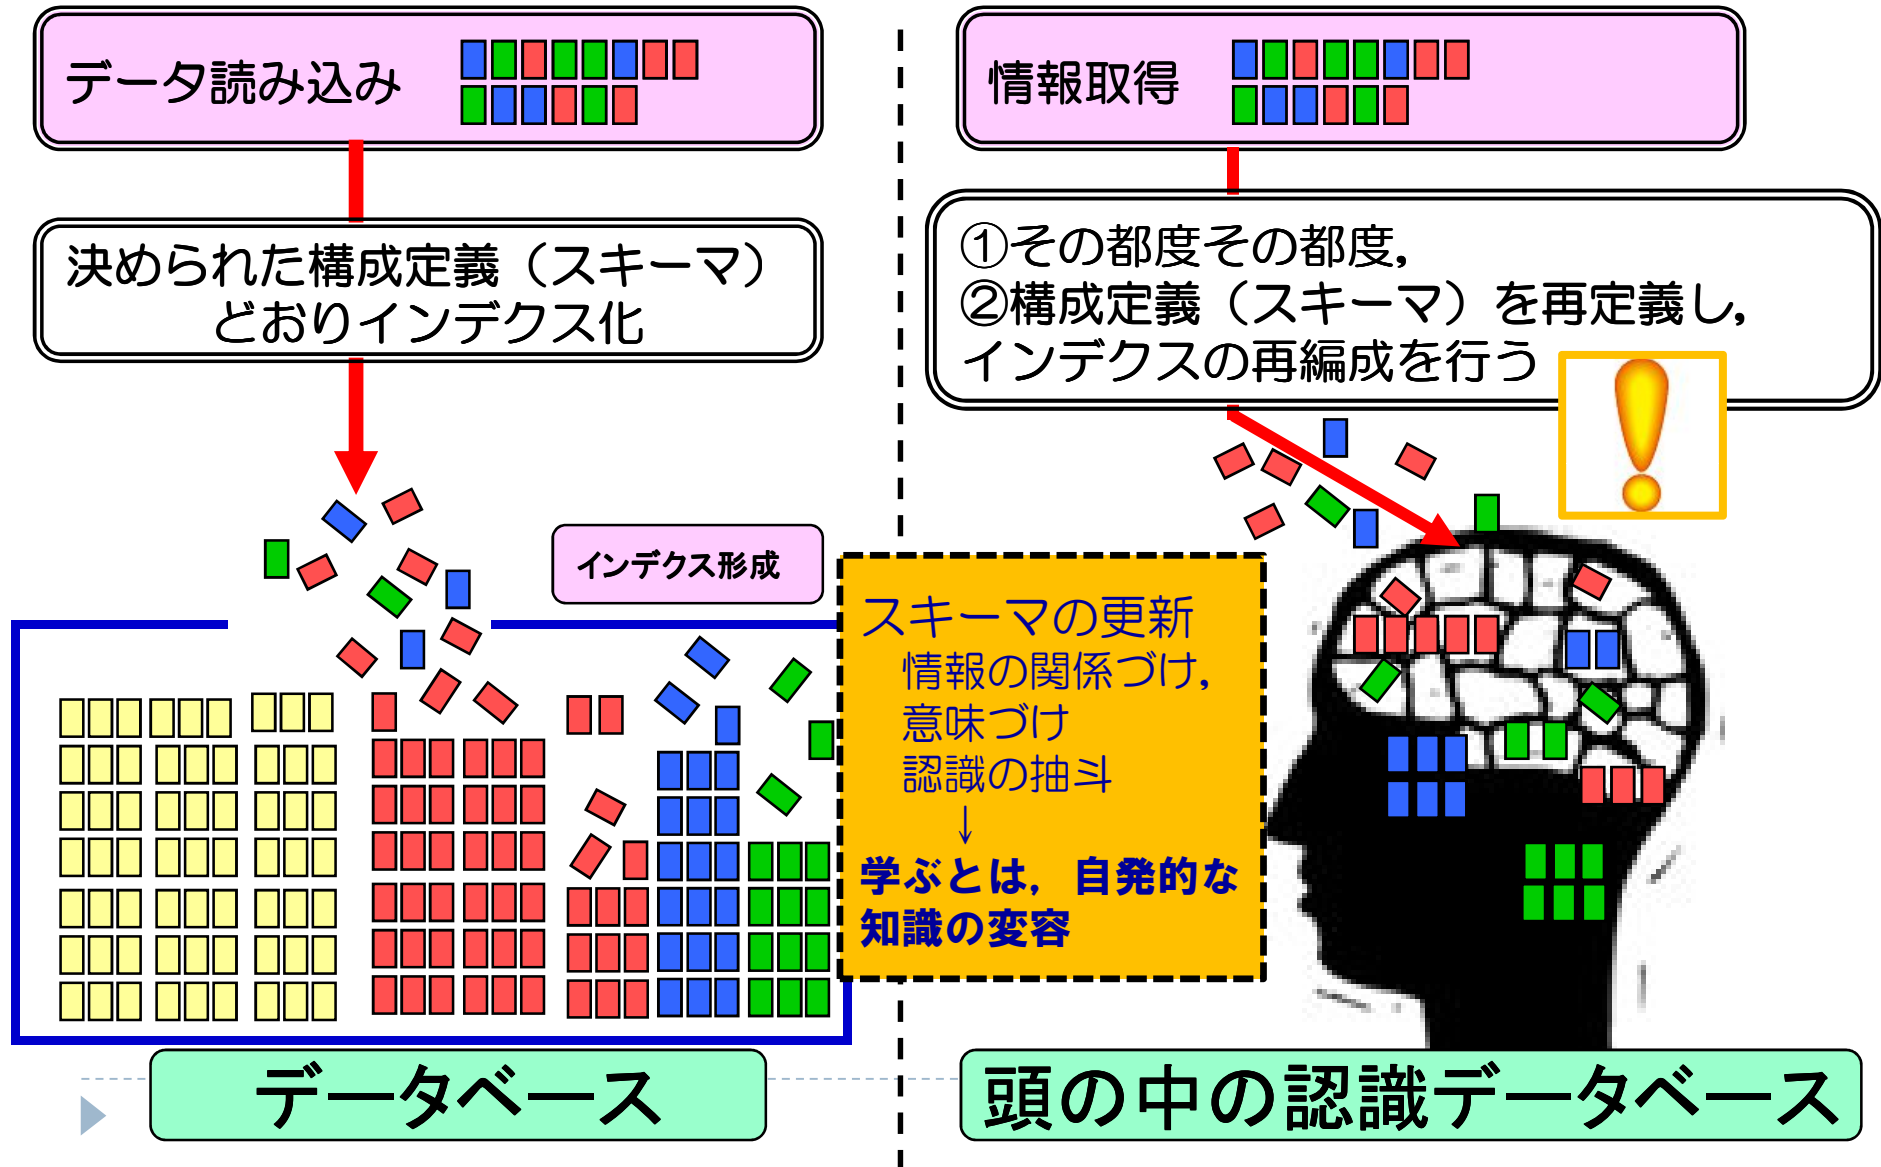 データ読み込み
決められた構成定義（スキーマ）
どおりインデクス化
インデクス形成
データベース
情報取得
①その都度その都度，
②構成定義（スキーマ）を再定義し，
インデクスの再編成を行う
スキーマの更新
情報の関係づけ，
意味づけ
認識の抽斗
↓
学ぶとは，自発的な
知識の変容
頭の中の認識データベース